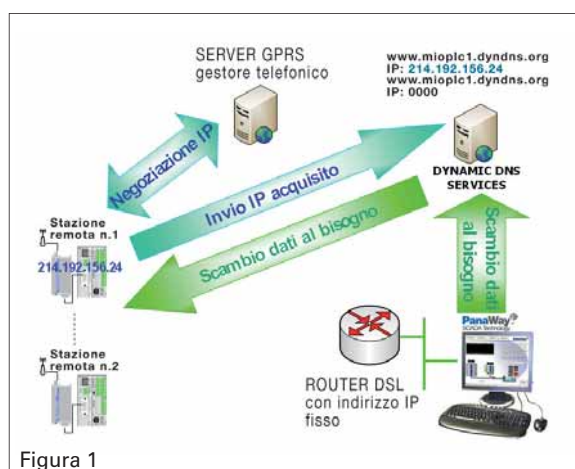 SERVER GPRS
gestore telefonico
www.mioplc1.dyndns.org
IP: 214.192.156.24
www.mioplc1.dyndns.org
IP: 0000
DYNAMIC DNS
SERVICES
Negoziazione IP
Invio IP acquisito
Scambio dati al bisogno
Scambio dati
al bisogno
Stazione
remota n.1
214.192.156.24
Stazione
remota n.2
PanaWay
SCADA Technology
ROUTER DSL
con indirizzo IP
fisso
Figura 1